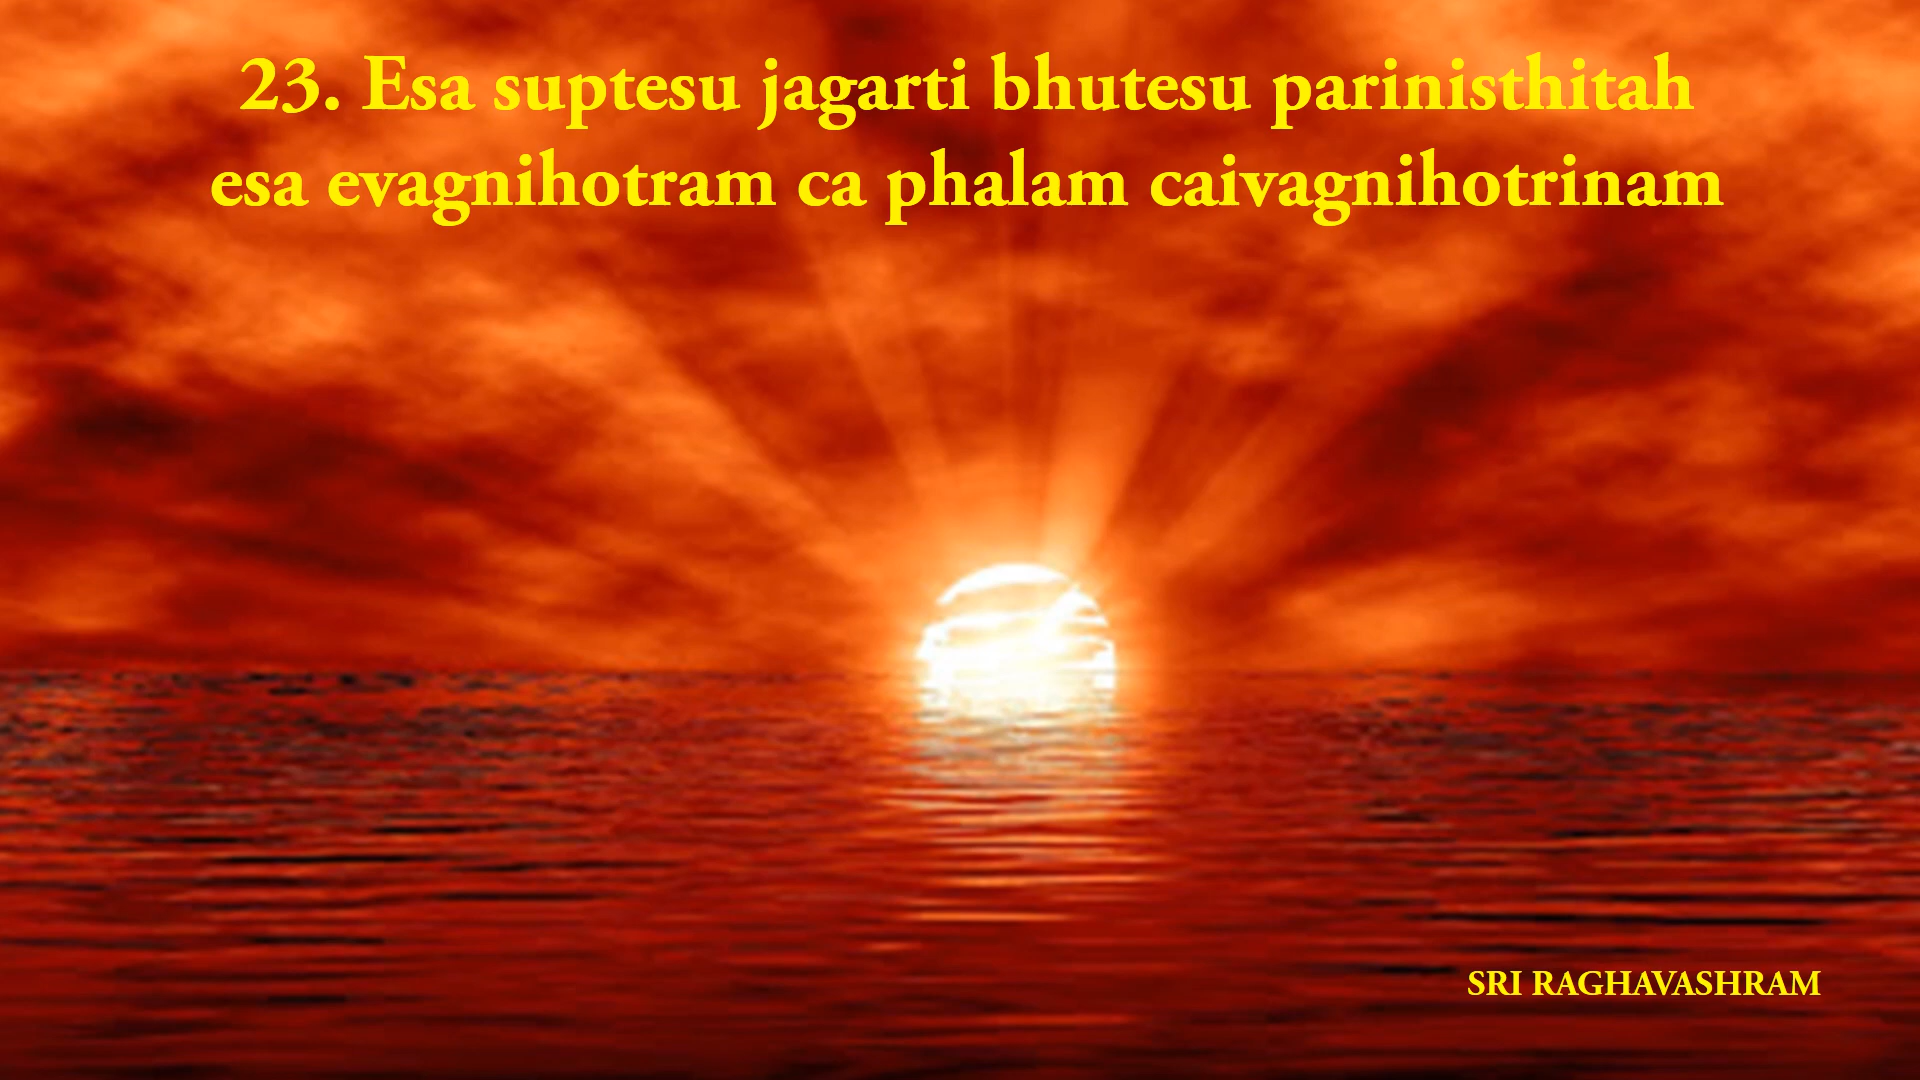 23. Esa suptesu jagarti bhutesu parinisthitah
esa evagnihotram ca phalam caivagnihotrinam
SRI RAGHAVASHRAM